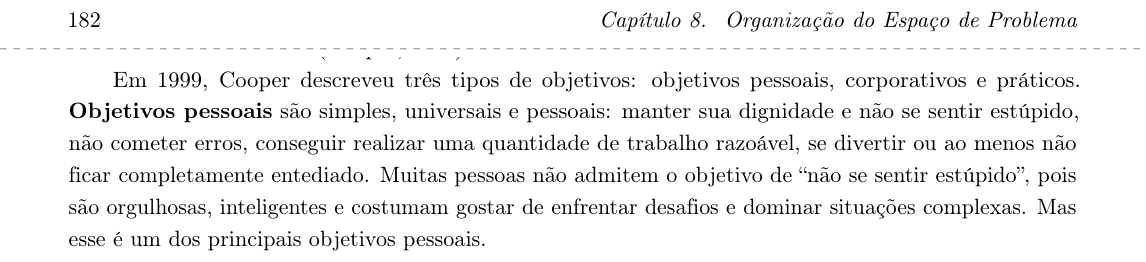 182 Capítulo 8. Organização do Espaço de Problema
Em 1999, Cooper descreveu três tipos de objetivos: objetivos pessoais, corporativos e práticos.
Objetivos pessoais são simples, universais e pessoais: manter sua dignidade e não se sentir estúpido,
não cometer erros, conseguir realizar uma quantidade de trabalho razoável, se divertir ou ao menos não
ficar completamente entediado. Muitas pessoas não admitem o objetivo de “não se sentir estúpido”, pois
são orgulhosas, inteligentes e costumam gostar de enfrentar desafios e dominar situações complexas. Mas
esse é um dos principais objetivos pessoais.